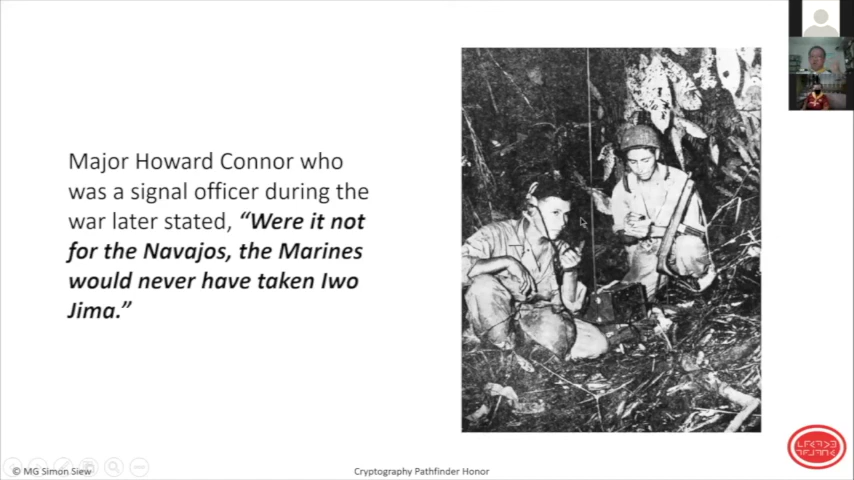 Major Howard Connor who
was a signal officer during the
war later stated, “Were it not
for the Navajos, the Marines
would never have taken Iwo
Jima.”
© MG Simon Siew
Cryptography Pathfinder Honor